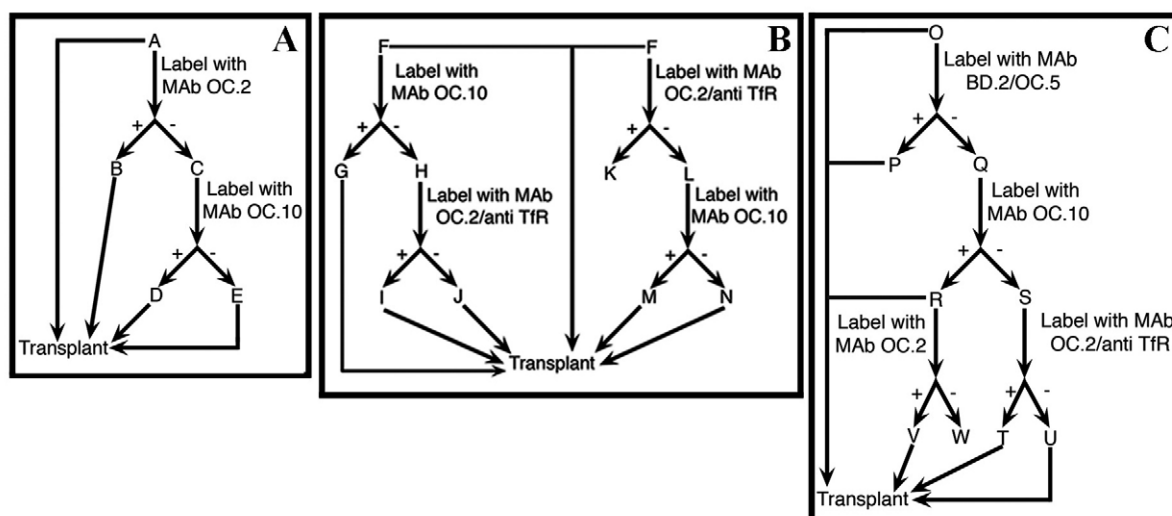 A
A
Label with
MAb OC.2
+ -
B C
Label with
MAb OC.10
+ -
D E
Transplant
B
F F
Label with
MAb OC.10
Label with MAb
OC.2/anti TfR
+ - + -
G H K L
Label with MAb
OC.2/anti TfR
Label with
MAb OC.10
+ - + -
I J M N
Transplant
C
O
Label with MAb
BD.2/OC.5
+ -
P Q
Label with
MAb OC.10
+ -
R S
Label with
MAb OC.2
Label with MAb
OC.2/anti TfR
+ - + -
V W T U
Transplant